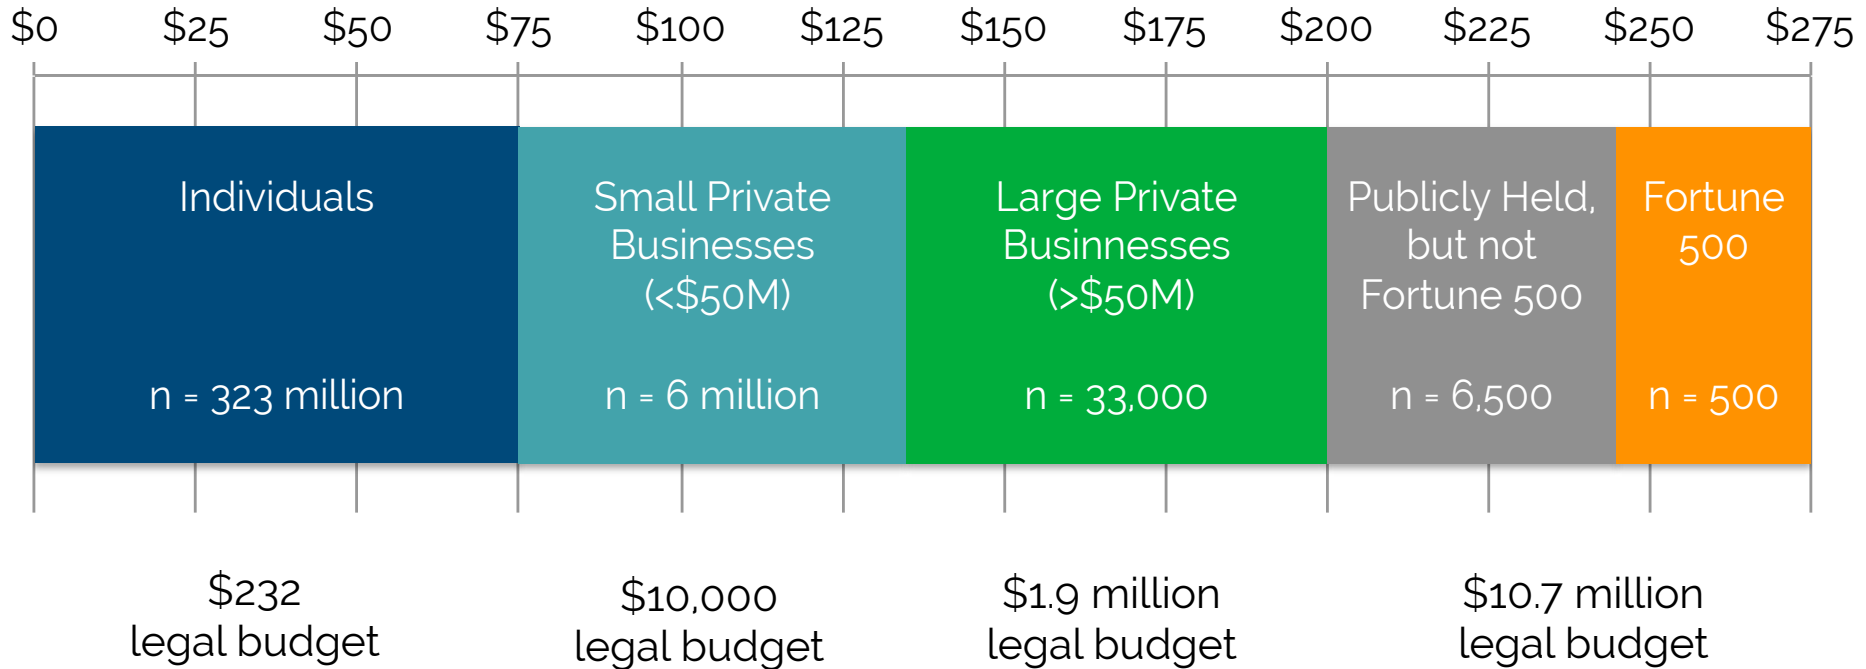 $0 $25 $50 $75 $100 $125 $150 $175 $200 $225 $250 $275
Individuals
n = 323 million
Small Private
Businesses
(<$50M)
n = 6 million
Large Private
Businnesses
(>$50M)
n = 33,000
Publicly Held,
but not
Fortune 500
n = 6,500
Fortune
500
n = 500
$232
legal budget
$10,000
legal budget
$1.9 million
legal budget
$10.7 million
legal budget